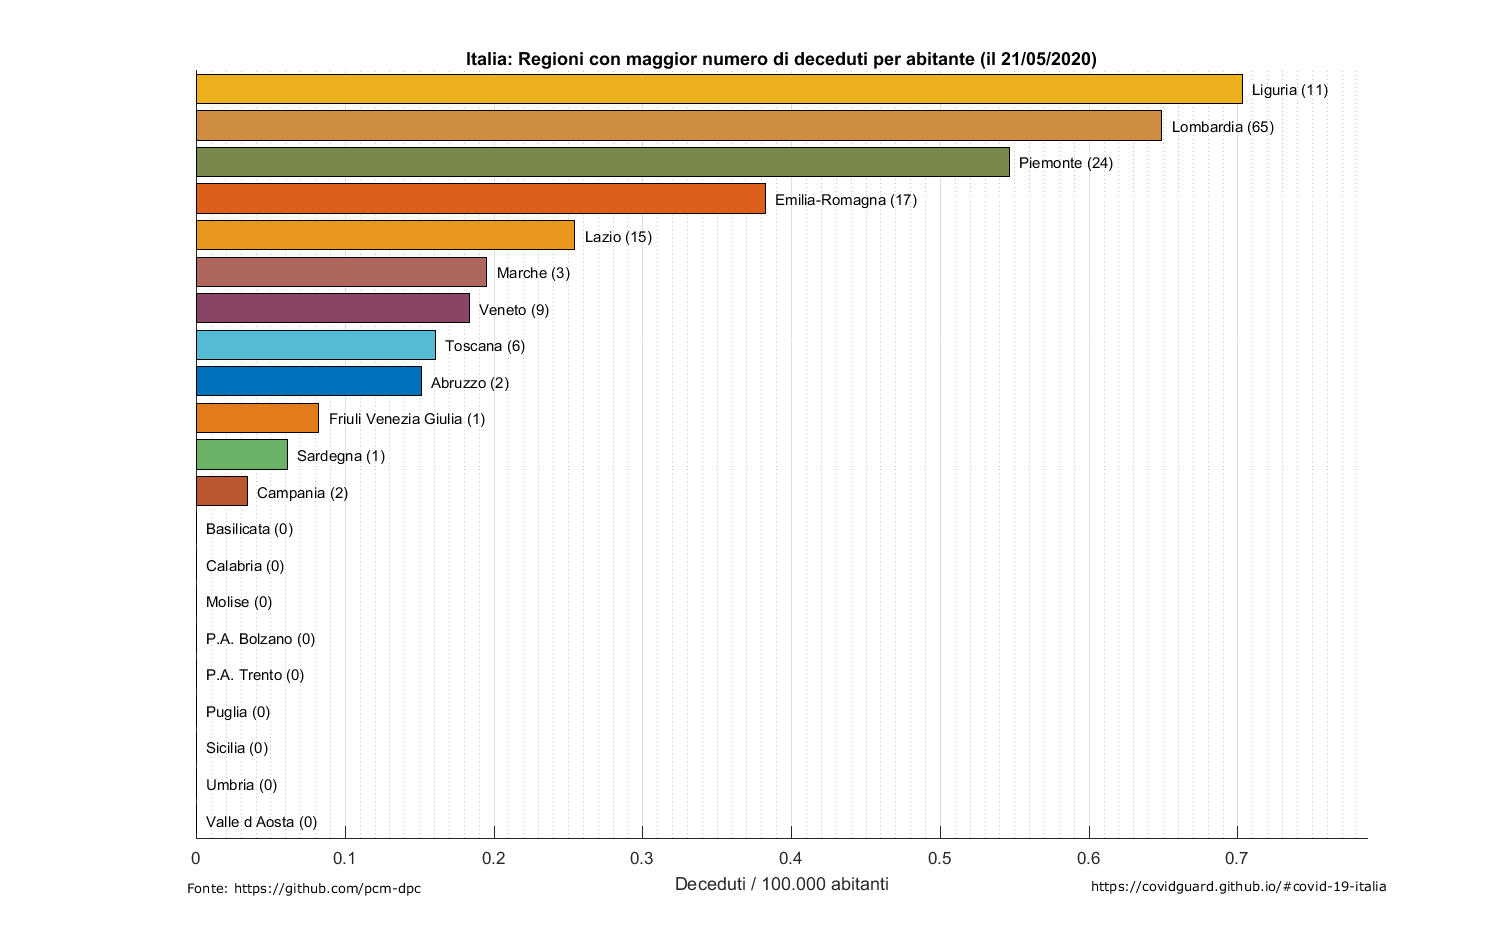 Italia: Regioni con maggior numero di deceduti per abitante (il 21/05/2020)
Liguria (11)
Lombardia (65)
Piemonte (24)
Emilia-Romagna (17)
Lazio (15)
Marche (3)
Veneto (9)
Toscana (6)
Abruzzo (2)
Friuli Venezia Giulia (1)
Sardegna (1)
Campania (2)
Basilicata (0)
Calabria (0)
Molise (0)
P.A. Bolzano (0)
P.A. Trento (0)
Puglia (0)
Sicilia (0)
Umbria (0)
Valle d Aosta (0)
0 0.1 0.2 0.3 0.4 0.5 0.6 0.7
Deceduti / 100.000 abitanti
Fonte: https://github.com/pcm-dpc
https://covidguard.github.io/#covid-19-italia